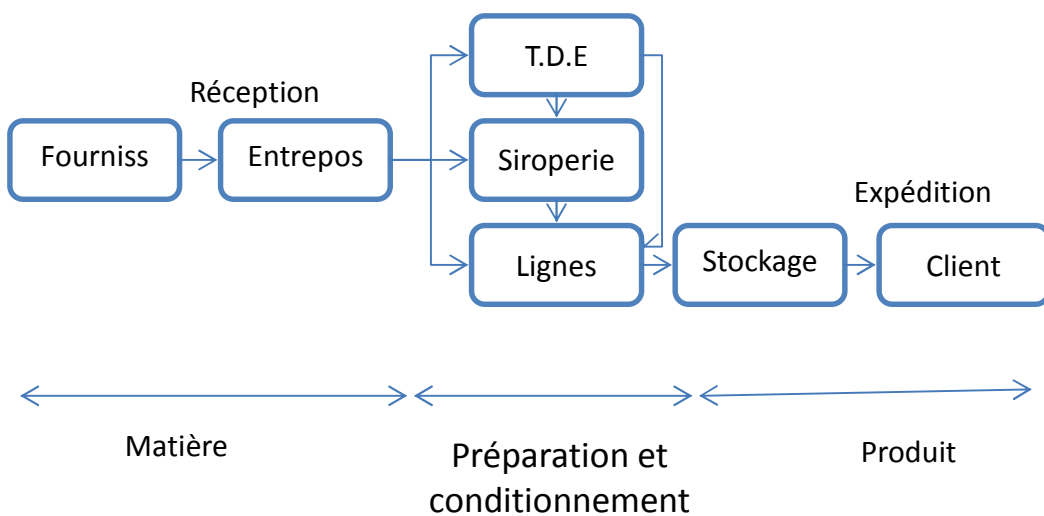 T.D.E
Réception
Fourniss
Entrepos
Siroperie
Expédition
Lignes
Stockage
Client
Matière
Préparation et
conditionnement
Produit